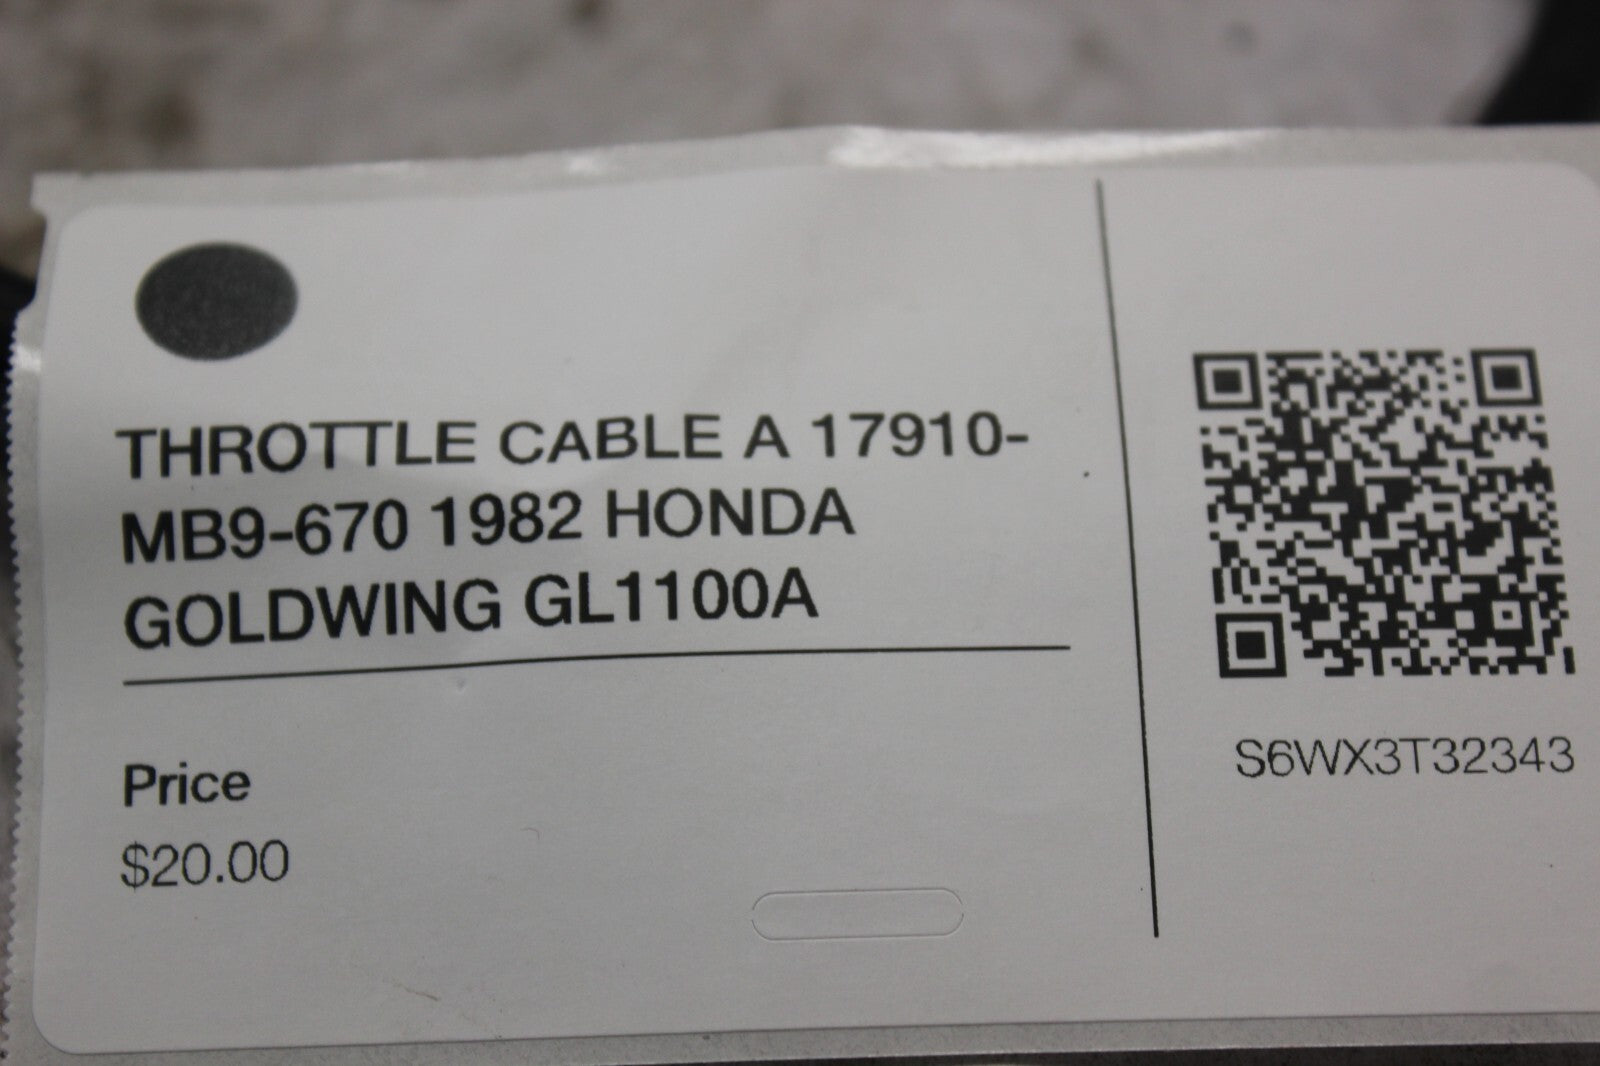 THROTTLE CABLE A 17910-
MB9-670 1982 HONDA
GOLDWING GL1100A
Price
$20.00
S6WX3T32343